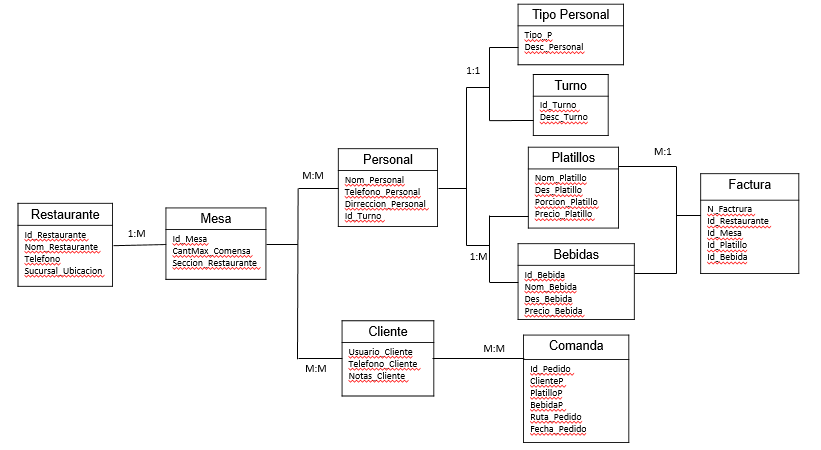 Tipo Personal
Tipo_P
Desc_Personal
1:1
Turno
Id_Turno
Desc_Turno
Personal
Nom_Personal
Telefono_Personal
Dirreccion_Personal
Id_Turno
M:M
Platillos
Nom_Platillo
Des_Platillo
Porcion_Platillo
Precio_Platillo
M:1
Factura
N_Factrura
Id_Restaurante
Id_Mesa
Id_Platillo
Id_Bebida
Restaurante
Id_Restaurante
Nom_Restaurante
Telefono
Sucursal_Ubicacion
1:M
Mesa
Id_Mesa
CantMax_Comensa
Seccion_Restaurante
1:M
Bebidas
Id_Bebida
Nom_Bebida
Des_Bebida
Precio_Bebida
Cliente
Usuario_Cliente
Telefono_Cliente
Notas_Cliente
M:M
M:M
Comanda
Id_Pedido
ClienteP
PlatilloP
BebidaP
Ruta_Pedido
Fecha_Pedido